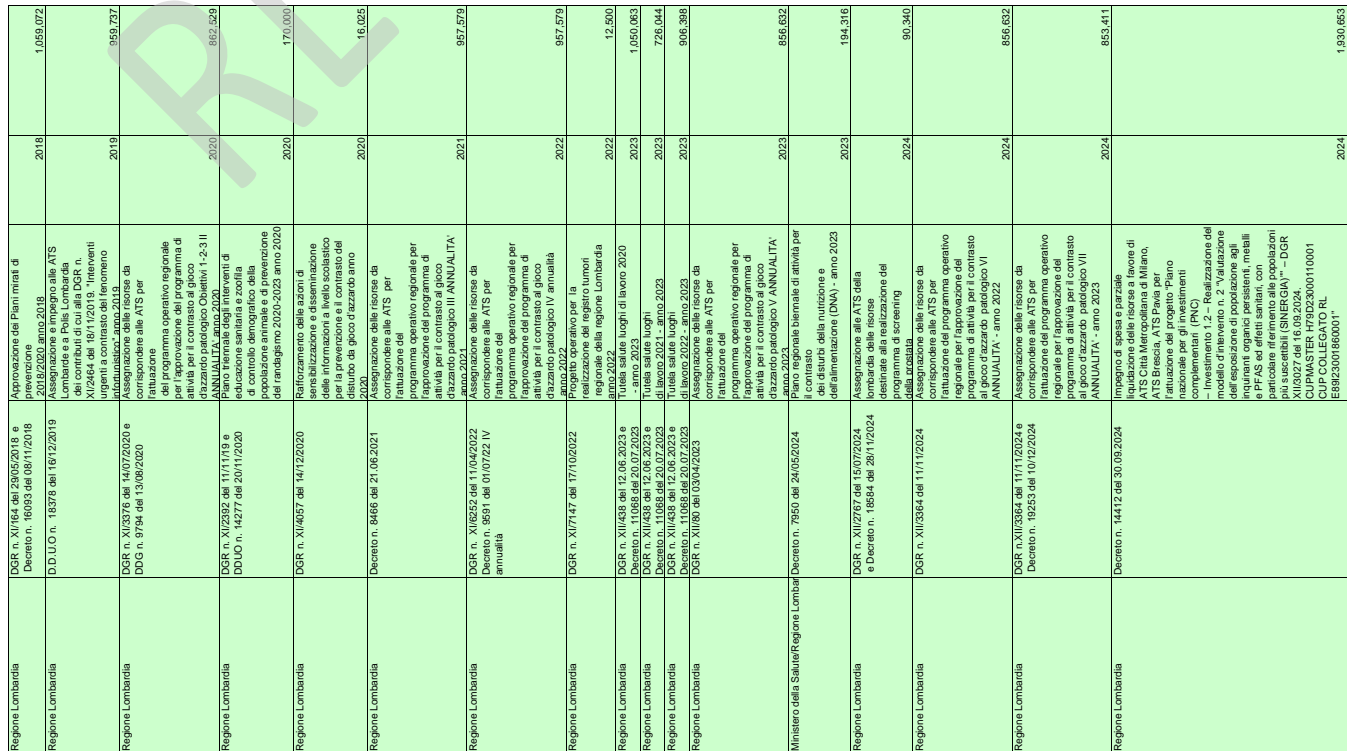 Regione Lombardia
DGR n. XI/164 del 29/05/2018 e
Decreto n. 16093 del 08/11/2018
Approvazione dei Piani mirati di
prevenzione e
2018/2020 anno 2018
2018
1,059,072
Regione Lombardia
D.D.U.O n. 18378 del 16/12/2019
Assegnazione e impegno alle ATS
Lombarde e a Polis Lombardia
dei contributi di cui alla DGR n.
XI/2464 del 18/11/2019. "Interventi
urgenti a contrasto del fenomeno
infortunistico" anno 2019
2019
959,737
Regione Lombardia
DGR n. XI/3376 del 14/07/2020 e
DDG n. 9794 del 13/08/2020
Assegnazione delle risorse da
corrispondere alle ATS per
l'attuazione
del programma operativo regionale
per l'approvazione del programma di
attività per il contrasto al gioco
d'azzardo patologico Obiettivi 1-2-3 II
ANNUALITA' anno 2020
2020
862,529
Regione Lombardia
DGR n. XI/2392 del 11/11/19 e
DDUO n. 14277 del 20/11/2020
Piano triennale degli interventi di
educazione sanitaria e zoofila
di controllo demografico della
popolazione animale e di prevenzione
del randagismo 2020-2023 anno 2020
2020
170,000
Regione Lombardia
DGR n. XI/4057 del 14/12/2020
Rafforzamento delle azioni di
sensibilizzazione e disseminazione
delle informazioni a livello scolastico
per la prevenzione e il contrasto del
disturbo da gioco d'azzardo anno
2020
2020
16,025
Regione Lombardia
Decreto n. 8466 del 21.06.2021
Assegnazione delle risorse da
corrispondere alle ATS per
l'attuazione del
programma operativo regionale per
l'approvazione del programma di
attività per il contrasto al gioco
d'azzardo patologico III ANNUALITA'
anno 2021
2021
957,579
Regione Lombardia
DGR n. XI/6252 del 11/04/2022
Decreto n. 9591 del 01/07/22 IV
annualità
Assegnazione delle risorse da
corrispondere alle ATS per
l'attuazione del
programma operativo regionale per
l'approvazione del programma di
attività per il contrasto al gioco
d'azzardo patologico IV annualità
anno 2022
2022
957,579
Regione Lombardia
DGR n. XI/7147 del 17/10/2022
Progetto operativo per la
realizzazione del registro tumori
regionale della regione Lombardia
anno 2022
2022
12,500
Regione Lombardia
DGR n. XII/438 del 12.06.2023 e
Decreto n. 11068 del 20.07.2023
Tutela salute luoghi di lavoro 2020
- anno 2023
2023
1,050,063
Regione Lombardia
DGR n. XII/438 del 12.06.2023 e
Decreto n. 11068 del 20.07.2023
Tutela salute luoghi
di lavoro 2021 - anno 2023
2023
726,044
Regione Lombardia
DGR n. XII/438 del 12.06.2023 e
Decreto n. 11068 del 20.07.2023
Tutela salute luoghi
di lavoro 2022 - anno 2023
2023
906,398
Regione Lombardia
DGR n. XII/80 del 03/04/2023
Assegnazione delle risorse da
corrispondere alle ATS per
l'attuazione del
programma operativo regionale per
l'approvazione del programma di
attività per il contrasto al gioco
d'azzardo patologico V ANNUALITA'
anno 2023
2023
856,632
Ministero della Salute/Regione Lombar
Decreto n. 7950 del 24/05/2024
Piano regionale biennale di attività per
il contrasto
dei disturbi della nutrizione e
dell'alimentazione (DNA) - anno 2023
2023
194,316
Regione Lombardia
DGR n. XII/2767 del 15/07/2024
e Decreto n. 18584 del 28/11/2024
Assegnazione alle ATS della
lombardia delle risorse
destinate alla realizzazione del
programma di screening
della prostata
2024
90,340
Regione Lombardia
DGR n. XII/3364 del 11/11/2024
Assegnazione delle risorse da
corrispondere alle ATS per
l'attuazione del programma operativo
regionale per l'approvazione del
programma di attività per il contrasto
al gioco d'azzardo patologico VI
ANNUALITA' - anno 2022
2024
856,632
Regione Lombardia
DGR n.XII/3364 del 11/11/2024 e
Decreto n. 19253 del 10/12/2024
Assegnazione delle risorse da
corrispondere alle ATS per
l'attuazione del programma operativo
regionale per l'approvazione del
programma di attività per il contrasto
al gioco d'azzardo patologico VII
ANNUALITA' - anno 2023
2024
853,411
Regione Lombardia
Decreto n. 14412 del 30.09.2024
Impegno di spesa e parziale
liquidazione delle risorse a favore di
ATS Città Metropolitana di Milano,
ATS Brescia, ATS Pavia per
l'attuazione del progetto "Piano
nazionale per gli investimenti
complementari (PNC)
– Investimento 1.2 – Realizzazione del
modello d'intervento n. 2 "Valutazione
dell'esposizione di popolazione agli
inquinanti organici persistenti, metalli
e PFAS ed effetti sanitari, con
particolare riferimento alle popolazioni
più suscettibili (SINERGIA)"" – DGR
XII/3027 del 16.09.2024.
CUPMASTER H79I23000110001
CUP COLLEGATO RL
E89I23001860001"
2024
1,930,653
RL